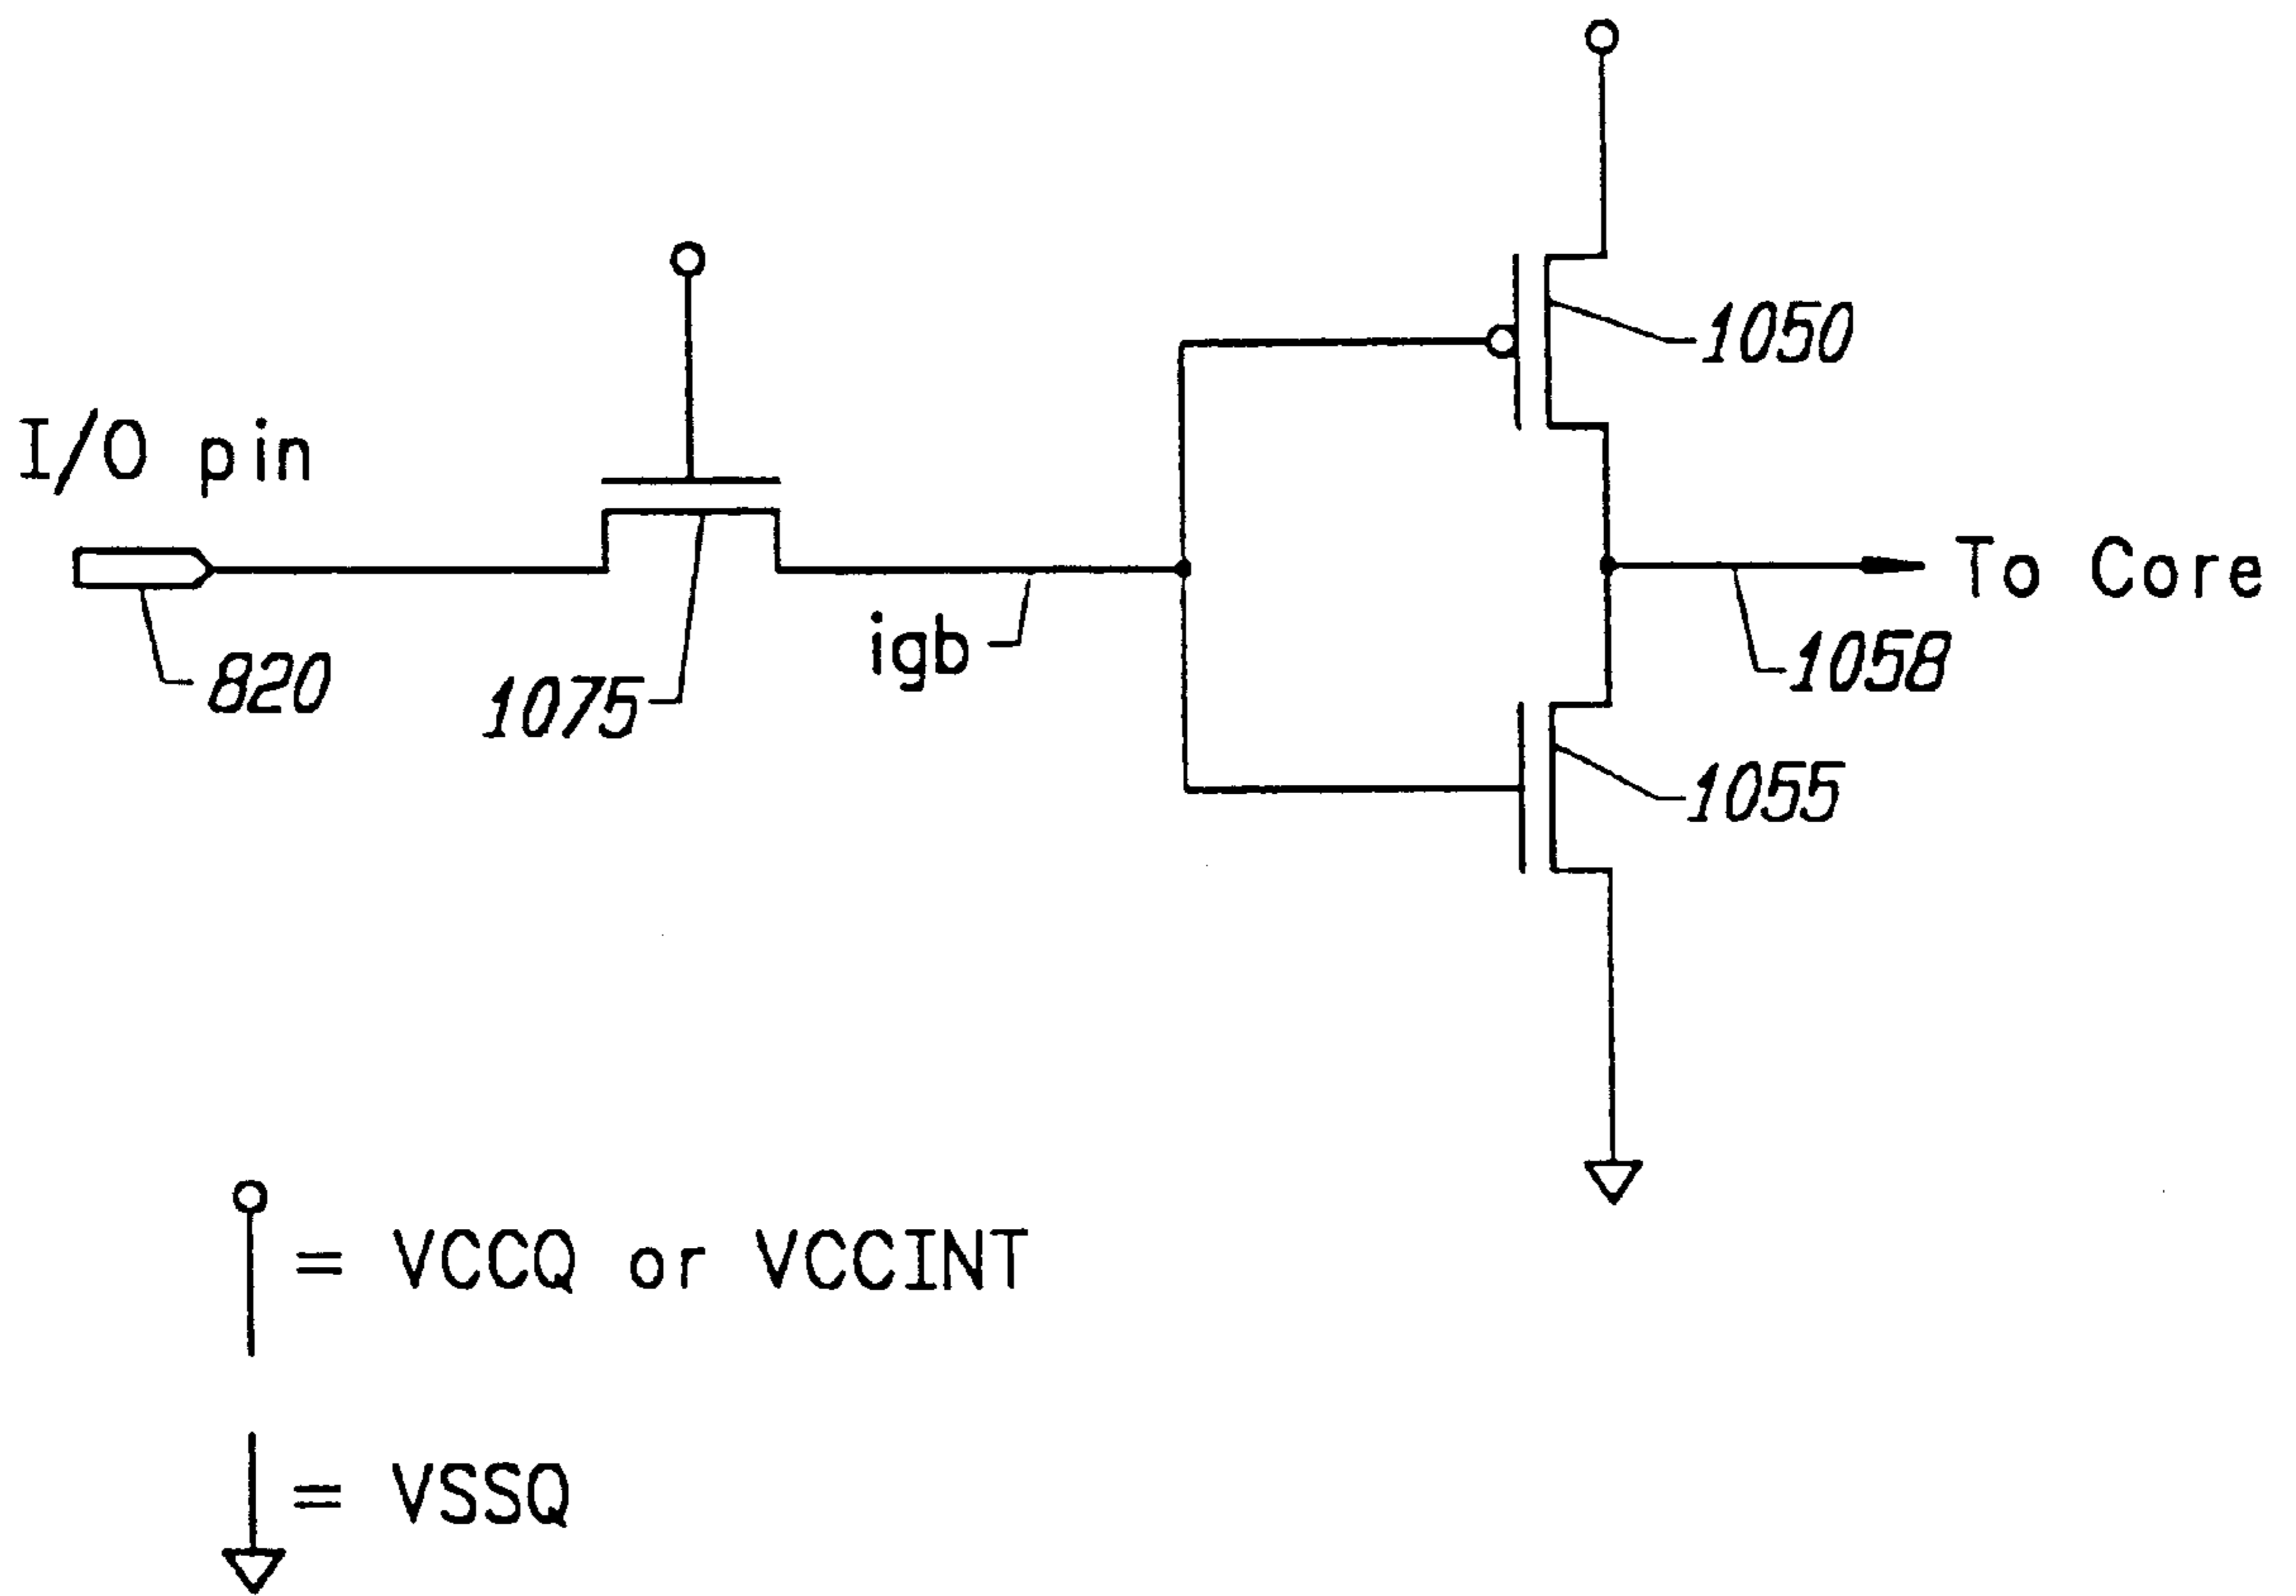 1050
I/O pin
To Core
820
1075
igb
1058
1055
= VCCQ or VCCINT
= VSSQ